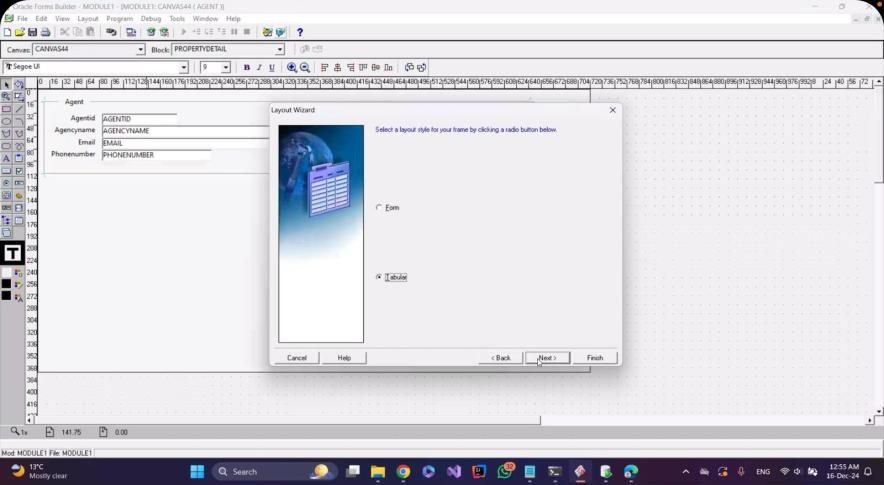 Oracle Forms Builder - MODULE1 - [MODULE1: CANVAS44 ( AGENT )]
File Edit View Layout Program Debug Tools Window Help
Canvas: CANVAS44 Block: PROPERTYDETAIL
Segoe UI 9 B I U
Agent
Agentid AGENTID
Agencyname AGENCYNAME
Email EMAIL
Phonenumber PHONENUMBER
Layout Wizard
Select a layout style for your frame by clicking a radio button below.
Form
Tabular
Cancel Help < Back Next > Finish
1x 141.75 0.00
Mod: MODULE1 File: MODULE1
13°C
Mostly clear
Search
32
ENG
12:55 AM
16-Dec-24